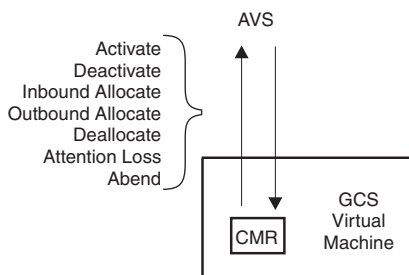 AVS
Activate
Deactivate
Inbound Allocate
Outbound Allocate
Deallocate
Attention Loss
Abend
GCS
Virtual
Machine
CMR